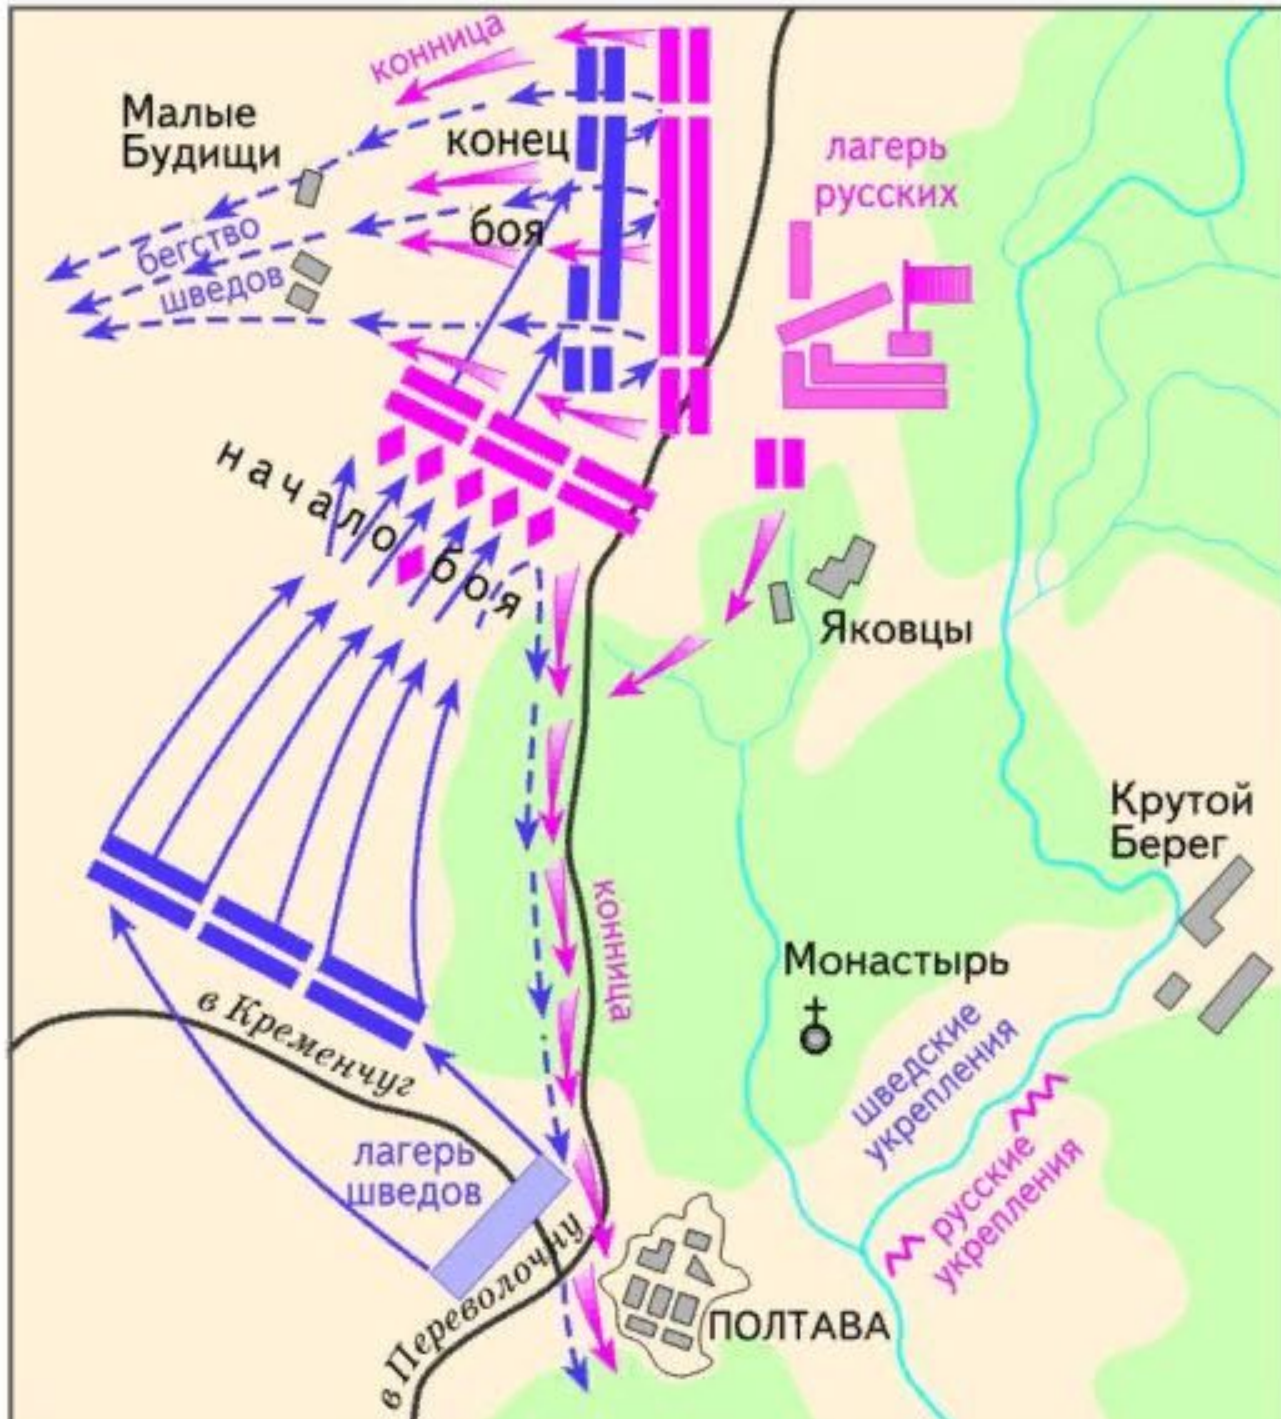 конница
Малые
Будищи
конец
боя
лагерь
русских
бегство
шведов
начало боя
Яковцы
Крутой
Берег
конница
Монастырь
в Кременчуг
шведские
укрепления
лагерь
шведов
русские
укрепления
в Переволочну
ПОЛТАВА